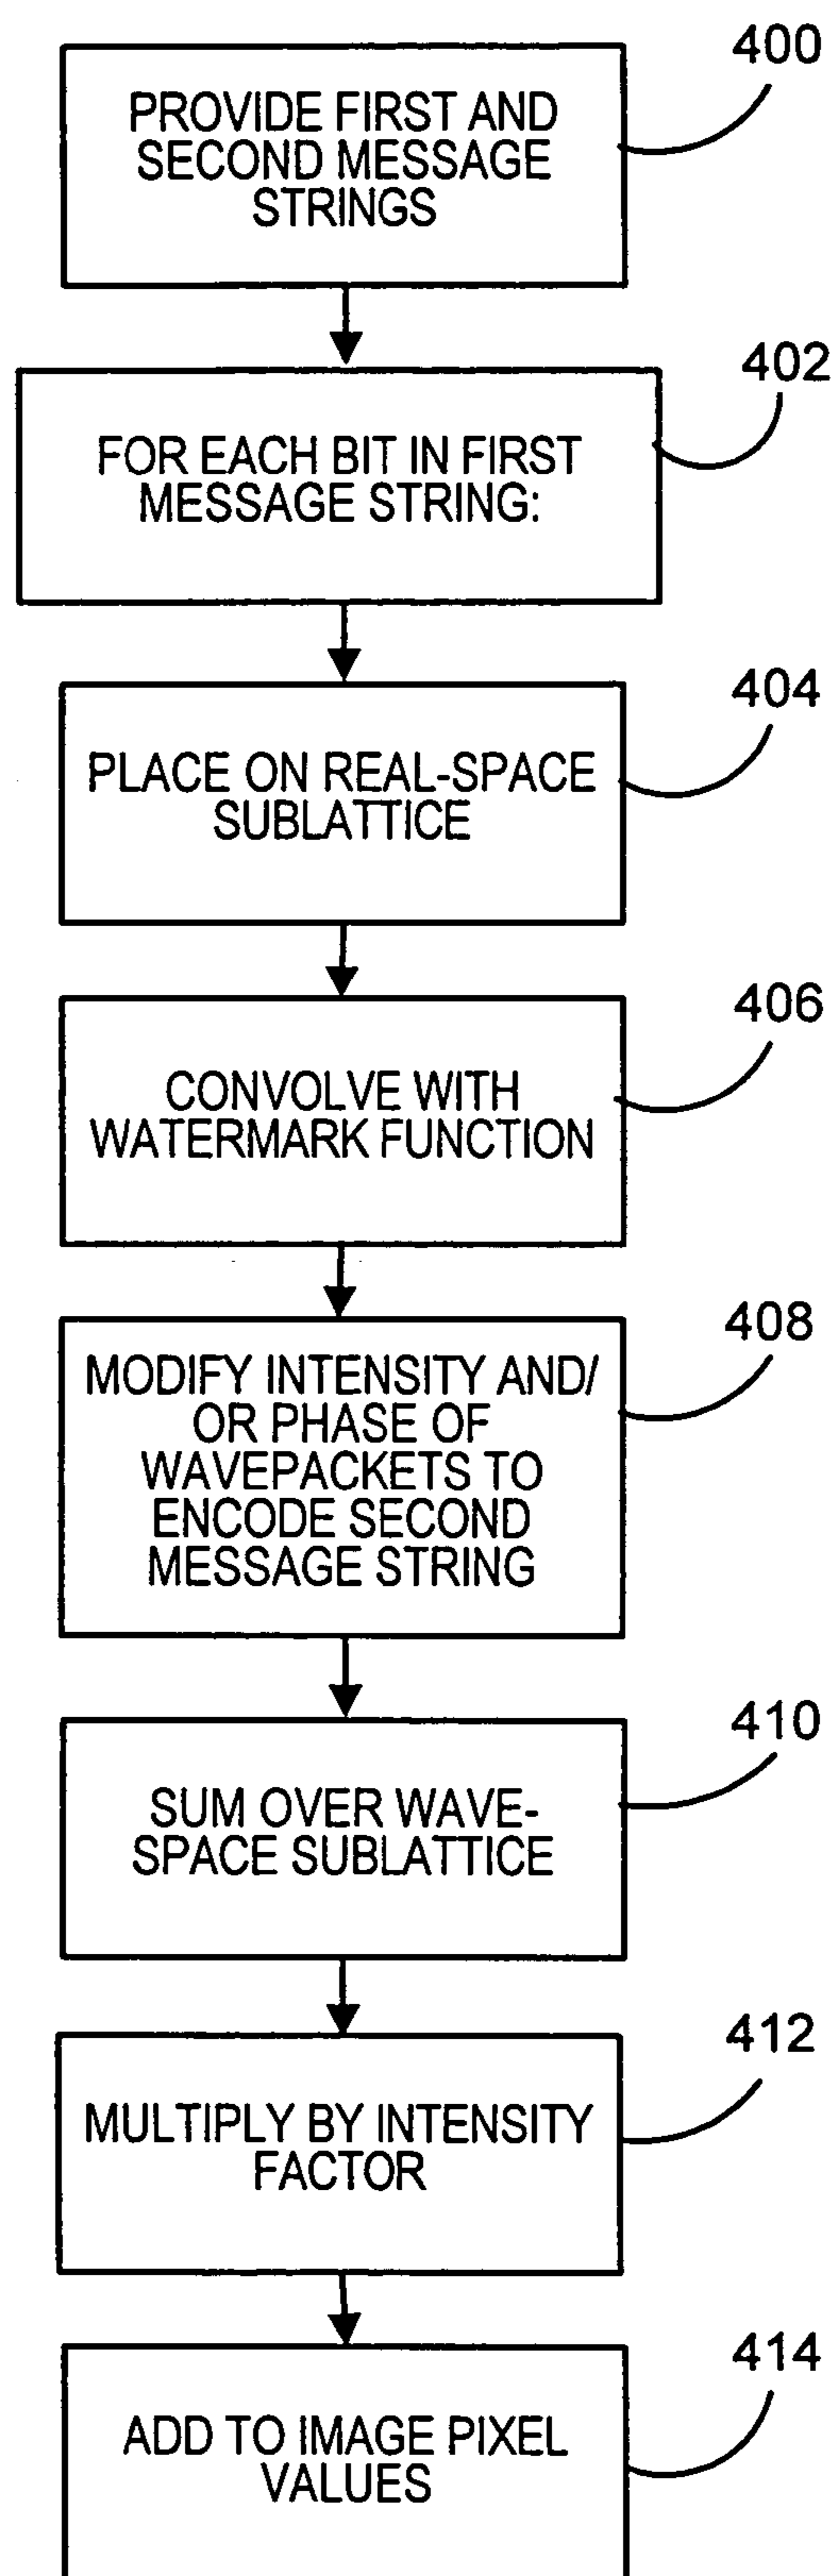 400
PROVIDE FIRST AND
SECOND MESSAGE
STRINGS
402
FOR EACH BIT IN FIRST
MESSAGE STRING:
404
PLACE ON REAL-SPACE
SUBLATTICE
406
CONVOLVE WITH
WATERMARK FUNCTION
408
MODIFY INTENSITY AND/
OR PHASE OF
WAVEPACKETS TO
ENCODE SECOND
MESSAGE STRING
410
SUM OVER WAVE-
SPACE SUBLATTICE
412
MULTIPLY BY INTENSITY
FACTOR
414
ADD TO IMAGE PIXEL
VALUES